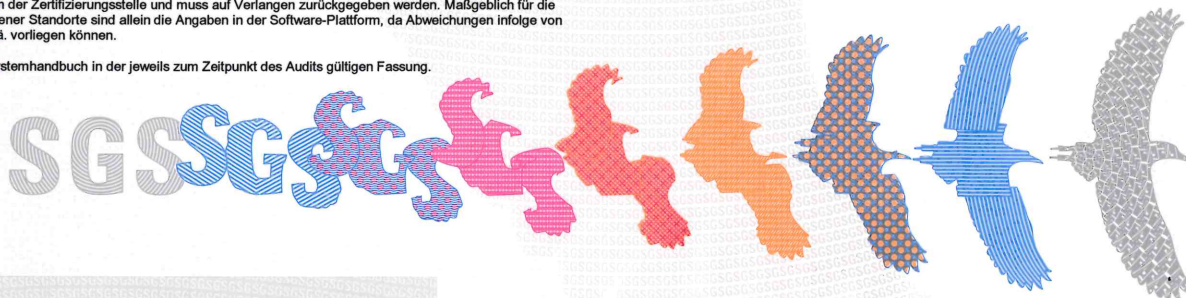 n der Zertifizierungsstelle und muss auf Verlangen zurückgegeben werden. Maßgeblich für die
ener Standorte sind allein die Angaben in der Software-Plattform, da Abweichungen infolge von
ä. vorliegen können.
stemhandbuch in der jeweils zum Zeitpunkt des Audits gültigen Fassung.
SGS SGS SGS